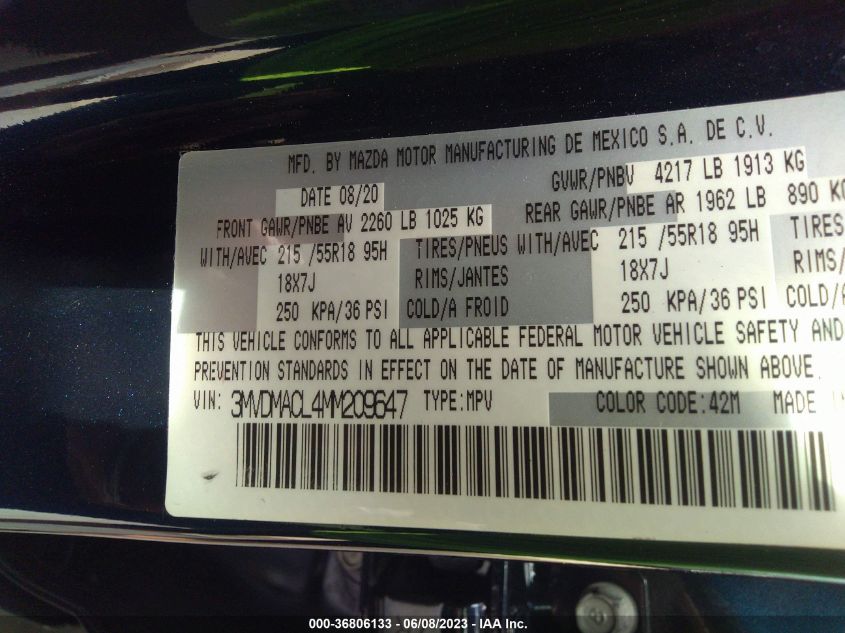 MFD. BY MAZDA MOTOR MANUFACTURING DE MEXICO S.A. DE C.V.
DATE 08/20 GVWR/PNBV 4217 LB 1913 KG
FRONT GAWR/PNBE AV 2260 LB 1025 KG REAR GAWR/PNBE AR 1962 LB 890 KG
WITH/AVEC 215 /55R18 95H TIRES/PNEUS WITH/AVEC 215 /55R18 95H TIRES
18X7J RIMS/JANTES 18X7J RIMS/
250 KPA/36 PSI COLD/A FROID 250 KPA/36 PSI COLD/A
THIS VEHICLE CONFORMS TO ALL APPLICABLE FEDERAL MOTOR VEHICLE SAFETY AND
PREVENTION STANDARDS IN EFFECT ON THE DATE OF MANUFACTURE SHOWN ABOVE.
VIN: 3MVDMACL4MM209647 TYPE:MPV COLOR CODE:42M MADE
000-36806133 - 06/08/2023 - IAA Inc.